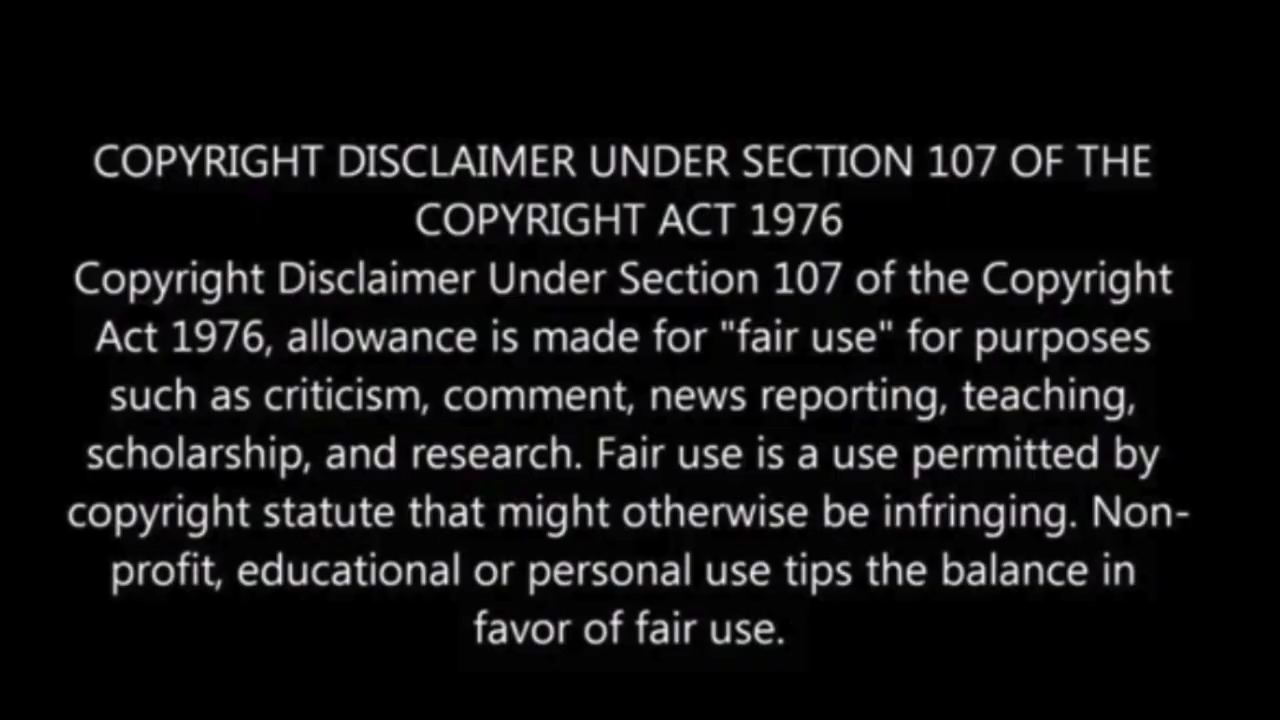 COPYRIGHT DISCLAIMER UNDER SECTION 107 OF THE
COPYRIGHT ACT 1976
Copyright Disclaimer Under Section 107 of the Copyright
Act 1976, allowance is made for "fair use" for purposes
such as criticism, comment, news reporting, teaching,
scholarship, and research. Fair use is a use permitted by
copyright statute that might otherwise be infringing. Non-
profit, educational or personal use tips the balance in
favor of fair use.